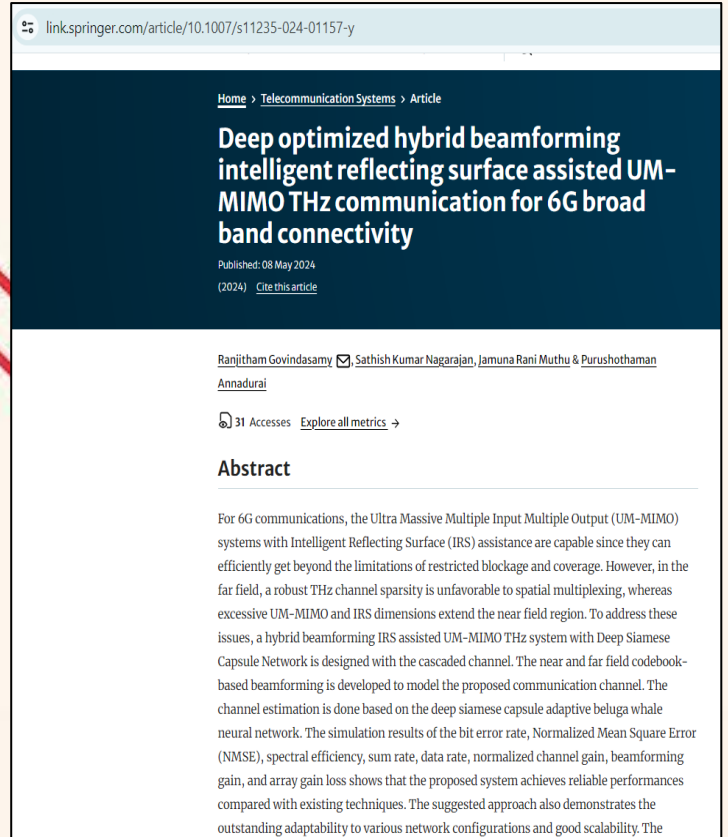 link.springer.com/article/10.1007/s11235-024-01157-y
Home > Telecommunication Systems > Article
Deep optimized hybrid beamforming
intelligent reflecting surface assisted UM-
MIMO THz communication for 6G broad
band connectivity
Published: 08 May 2024
(2024) Cite this article
Ranjitham Govindasamy, Sathish Kumar Nagarajan, Jamuna Rani Muthu & Purushothaman
Annadurai
31 Accesses Explore all metrics →
Abstract
For 6G communications, the Ultra Massive Multiple Input Multiple Output (UM-MIMO)
systems with Intelligent Reflecting Surface (IRS) assistance are capable since they can
efficiently get beyond the limitations of restricted blockage and coverage. However, in the
far field, a robust THz channel sparsity is unfavorable to spatial multiplexing, whereas
excessive UM-MIMO and IRS dimensions extend the near field region. To address these
issues, a hybrid beamforming IRS assisted UM-MIMO THz system with Deep Siamese
Capsule Network is designed with the cascaded channel. The near and far field codebook-
based beamforming is developed to model the proposed communication channel. The
channel estimation is done based on the deep siamese capsule adaptive beluga whale
neural network. The simulation results of the bit error rate, Normalized Mean Square Error
(NMSE), spectral efficiency, sum rate, data rate, normalized channel gain, beamforming
gain, and array gain loss shows that the proposed system achieves reliable performances
compared with existing techniques. The suggested approach also demonstrates the
outstanding adaptability to various network configurations and good scalability. The